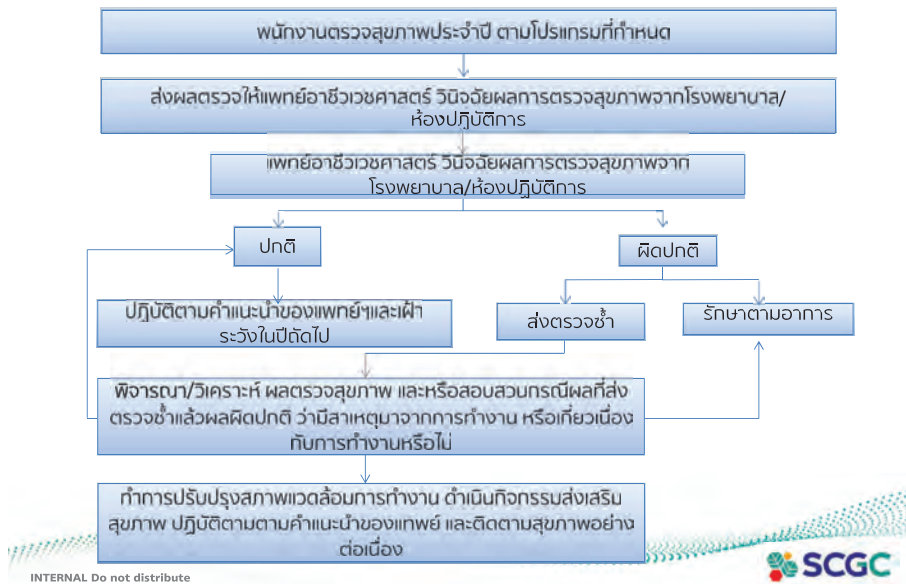 พนักงานตรวจสุขภาพประจำปี ตามโปรแกรมที่กำหนด
ส่งผลตรวจให้แพทย์อาชีวเวชศาสตร์ วินิจฉัยผลการตรวจสุขภาพจากโรงพยาบาล/
ห้องปฏิบัติการ
แพทย์อาชีวเวชศาสตร์ วินิจฉัยผลการตรวจสุขภาพจาก
โรงพยาบาล/ห้องปฏิบัติการ
ปกติ
ผิดปกติ
ปฏิบัติตามคำแนะนำของแพทย์ฯและเฝ้า
ระวังในปีถัดไป
ส่งตรวจซ้ำ
รักษาตามอาการ
พิจารณา/วิเคราะห์ ผลตรวจสุขภาพ และหรือสอบสวนกรณีผลที่ส่ง
ตรวจซ้ำแล้วผลผิดปกติ ว่ามีสาเหตุมาจากการทำงาน หรือเกี่ยวเนื่อง
กับการทำงานหรือไม่
ทำการปรับปรุงสภาพแวดล้อมการทำงาน ดำเนินกิจกรรมส่งเสริม
สุขภาพ ปฏิบัติตามตามคำแนะนำของแทพย์ และติดตามสุขภาพอย่าง
ต่อเนื่อง
SCGC
INTERNAL Do not distribute